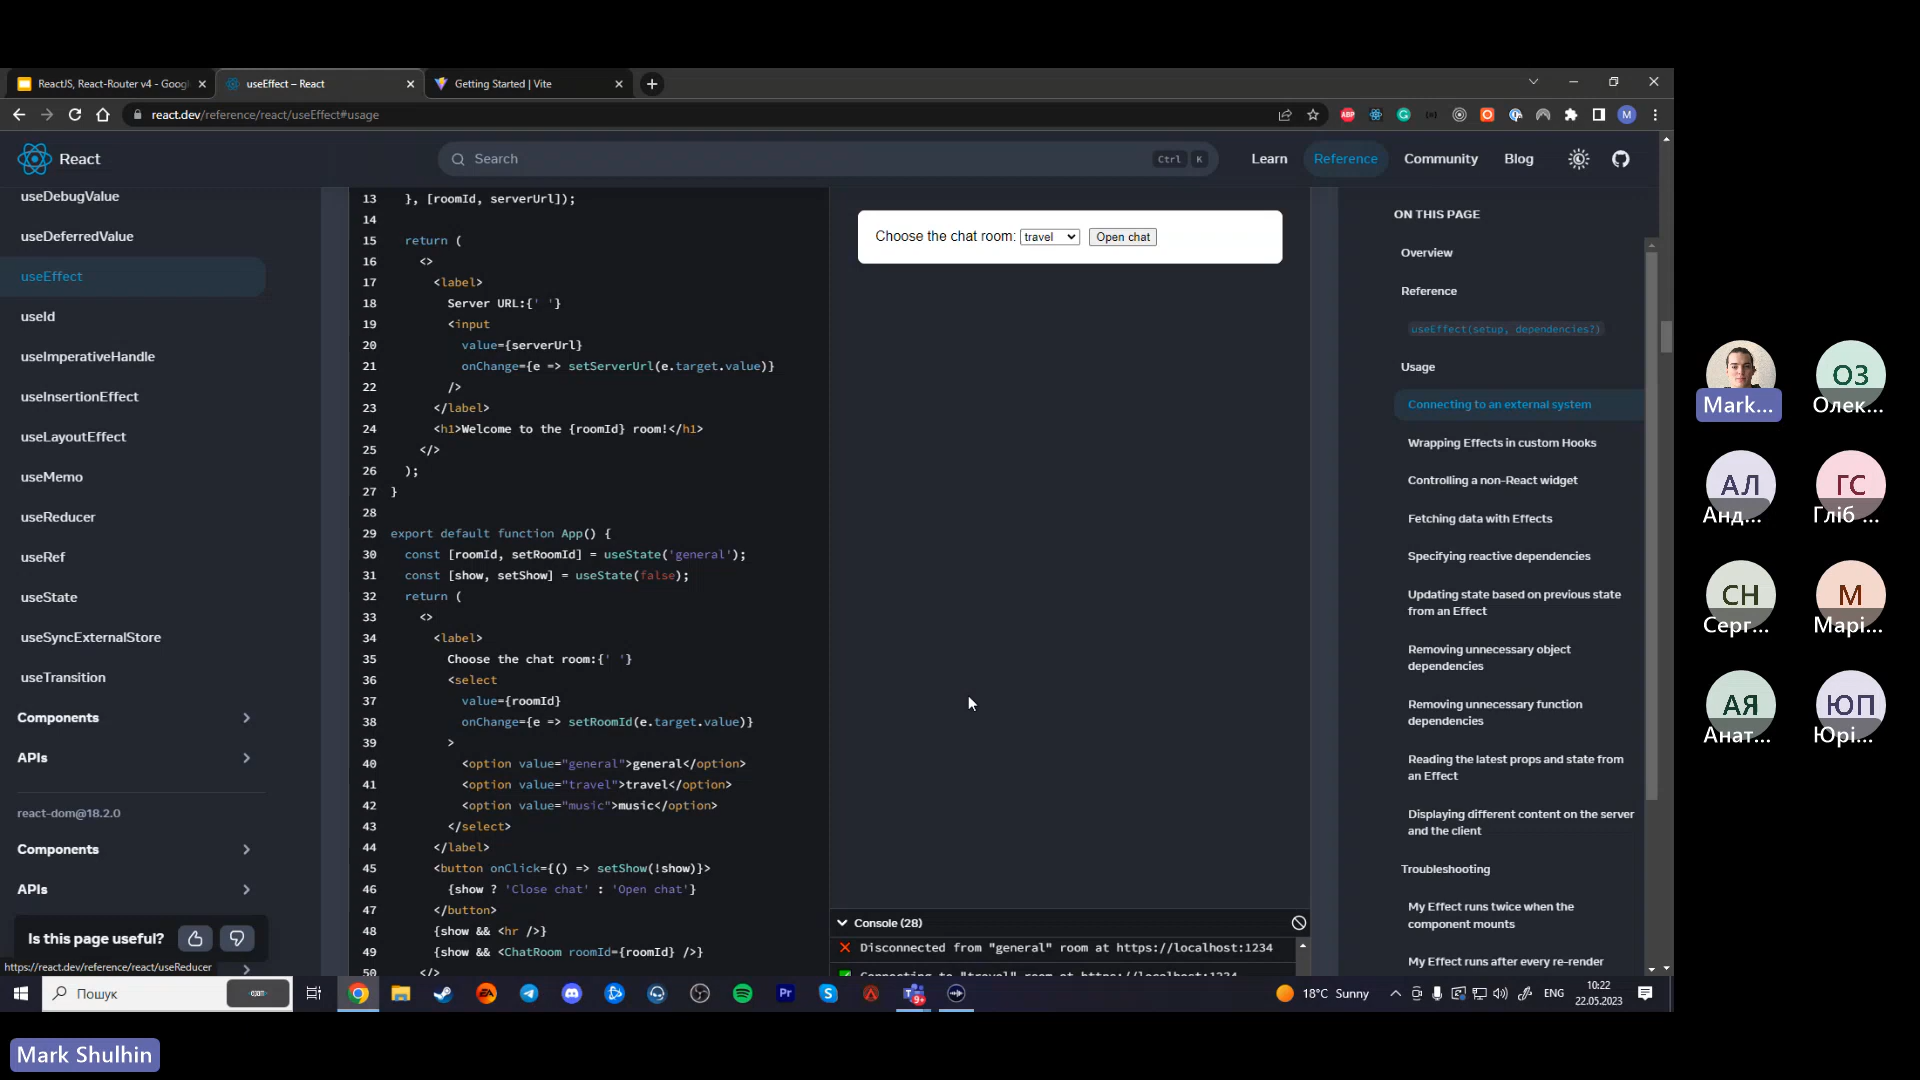 ReactJS, React-Router v4 - Googl
useEffect – React
Getting Started | Vite
react.dev/reference/react/useEffect#usage
ABP
M
React
Search
Ctrl K
Learn
Reference
Community
Blog
useDebugValue
useDeferredValue
useEffect
useId
useImperativeHandle
useInsertionEffect
useLayoutEffect
useMemo
useReducer
useRef
useState
useSyncExternalStore
useTransition
Components
APIs
react-dom@18.2.0
Components
APIs
Is this page useful?
https://react.dev/reference/react/useReducer
13 }, [roomId, serverUrl]);
14
15 return (
16 <>
17 <label>
18 Server URL:{' '}
19 <input
20 value={serverUrl}
21 onChange={e => setServerUrl(e.target.value)}
22 />
23 </label>
24 <h1>Welcome to the {roomId} room!</h1>
25 </>
26 );
27 }
28
29 export default function App() {
30 const [roomId, setRoomId] = useState('general');
31 const [show, setShow] = useState(false);
32 return (
33 <>
34 <label>
35 Choose the chat room:{' '}
36 <select
37 value={roomId}
38 onChange={e => setRoomId(e.target.value)}
39 >
40 <option value="general">general</option>
41 <option value="travel">travel</option>
42 <option value="music">music</option>
43 </select>
44 </label>
45 <button onClick={() => setShow(!show)}>
46 {show ? 'Close chat' : 'Open chat'}
47 </button>
48 {show && <hr />}
49 {show && <ChatRoom roomId={roomId} />}
50 </>
Choose the chat room: travel Open chat
Console (28)
Disconnected from "general" room at https://localhost:1234
Connecting to "travel" room at https://localhost:1234
ON THIS PAGE
Overview
Reference
useEffect(setup, dependencies?)
Usage
Connecting to an external system
Wrapping Effects in custom Hooks
Controlling a non-React widget
Fetching data with Effects
Specifying reactive dependencies
Updating state based on previous state
from an Effect
Removing unnecessary object
dependencies
Removing unnecessary function
dependencies
Reading the latest props and state from
an Effect
Displaying different content on the server
and the client
Troubleshooting
My Effect runs twice when the
component mounts
My Effect runs after every re-render
Mark...
ОЗ
Олек...
АЛ
Анд...
ГС
Гліб ...
СН
Серг...
М
Марі...
АЯ
Анат...
ЮП
Юрі...
Пошук
EA
Pr
9+
18°C Sunny
ENG
10:22
22.05.2023
Mark Shulhin